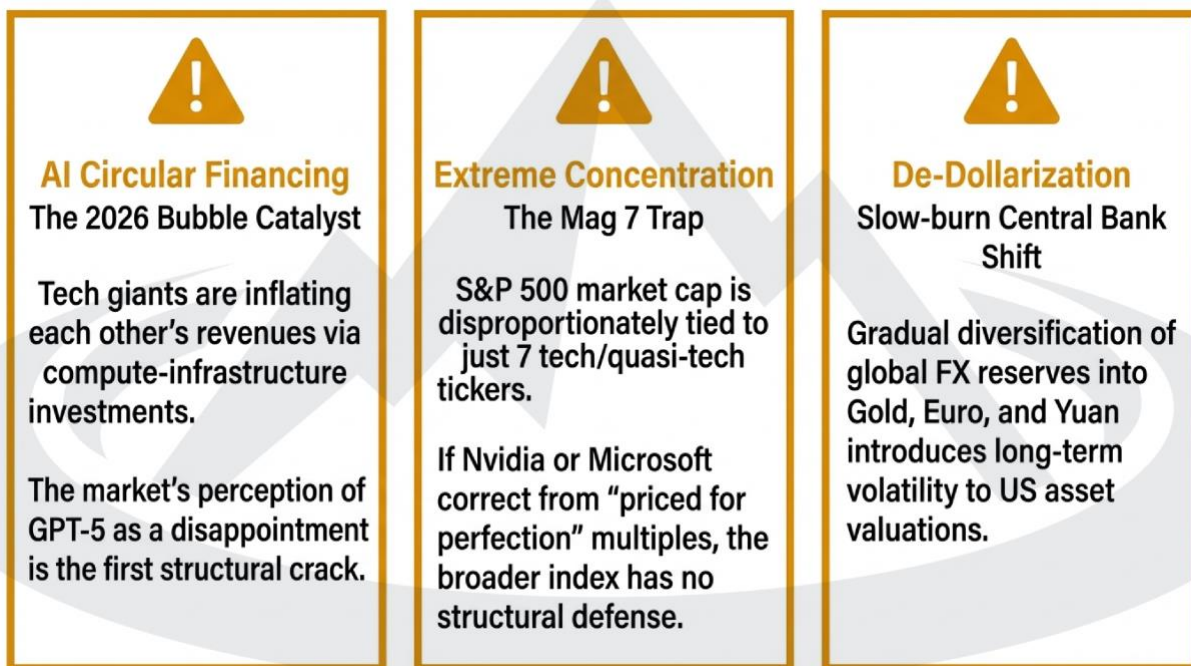 AI Circular Financing
The 2026 Bubble Catalyst
Tech giants are inflating
each other’s revenues via
compute-infrastructure
investments.
The market’s perception of
GPT-5 as a disappointment
is the first structural crack.
Extreme Concentration
The Mag 7 Trap
S&P 500 market cap is
disproportionately tied to
just 7 tech/quasi-tech
tickers.
If Nvidia or Microsoft
correct from “priced for
perfection” multiples, the
broader index has no
structural defense.
De-Dollarization
Slow-burn Central Bank
Shift
Gradual diversification of
global FX reserves into
Gold, Euro, and Yuan
introduces long-term
volatility to US asset
valuations.